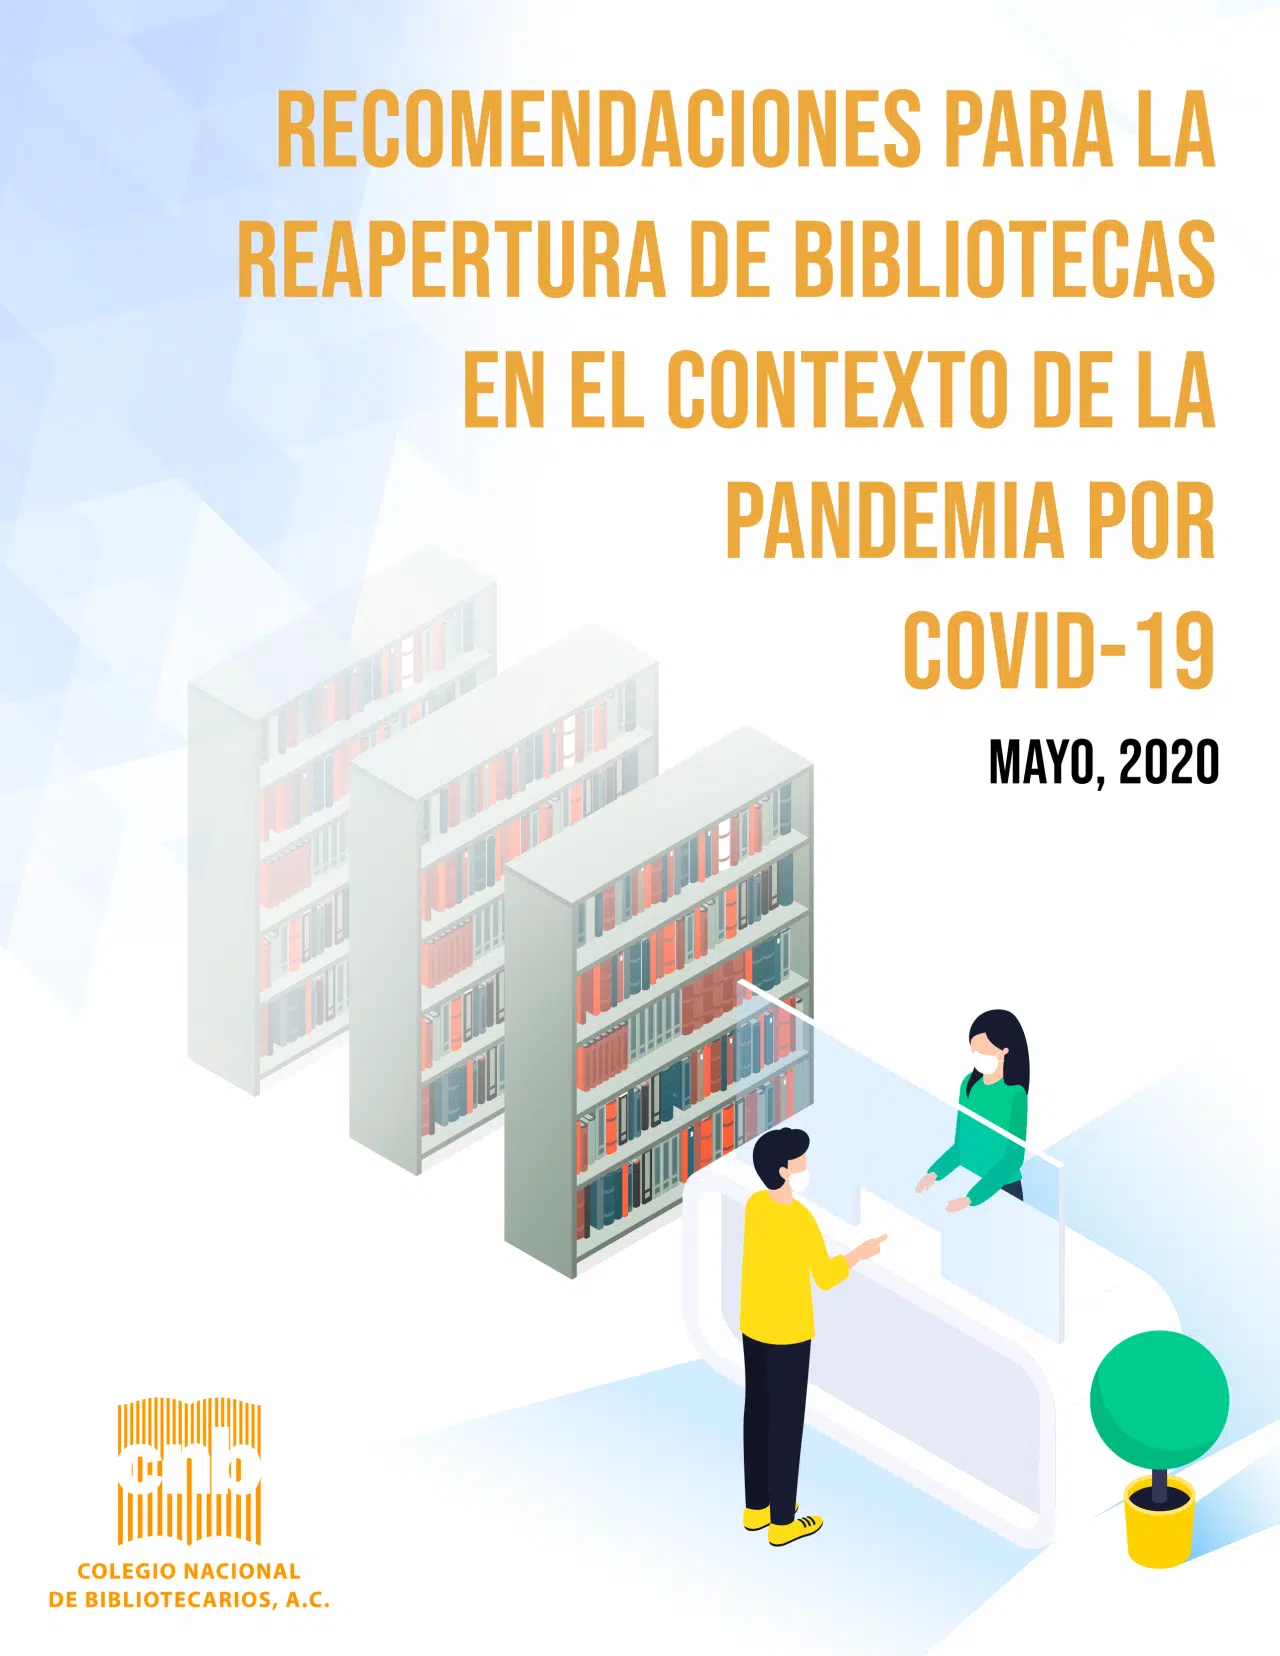 RECOMENDACIONES PARA LA
REAPERTURA DE BIBLIOTECAS
EN EL CONTEXTO DE LA
PANDEMIA POR
COVID-19
MAYO, 2020
cnb
COLEGIO NACIONAL
DE BIBLIOTECARIOS, A.C.